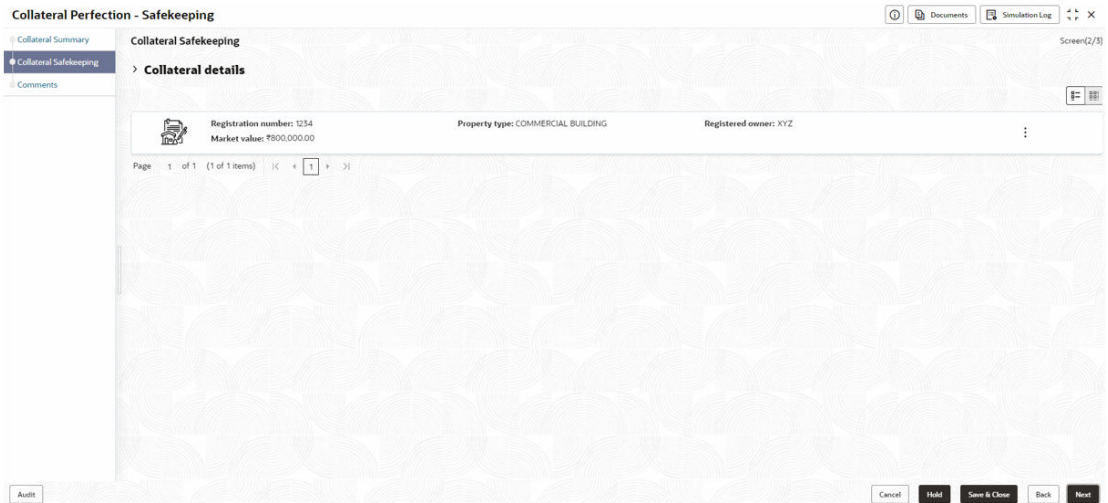 Collateral Perfection - Safekeeping
Documents
Simulation Log
Collateral Summary
Collateral Safekeeping
Comments
Collateral Safekeeping
Screen(2/3)
Collateral details
Registration number: 1234
Property type: COMMERCIAL BUILDING
Registered owner: XYZ
Market value: ₹800,000.00
Page 1 of 1 (1 of 1 items) 1
Audit
Cancel
Hold
Save & Close
Back
Next